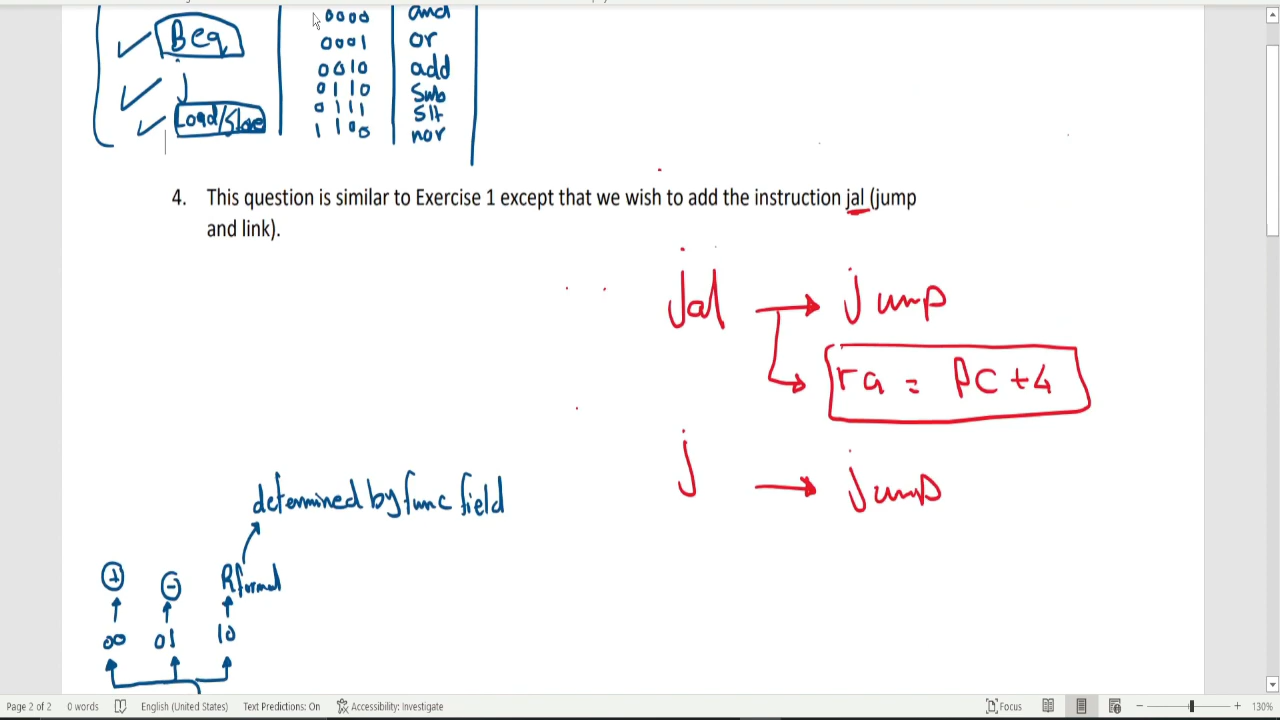 0000 and
Beq 0001 or
0010 add
j 0110 sub
Load/Store 0111 slt
1100 nor
4. This question is similar to Exercise 1 except that we wish to add the instruction jal (jump
and link).
jal → jump
ra = PC+4
j → jump
determined by func field
+ - Rformat
00 01 10
Page 2 of 2 0 words English (United States) Text Predictions: On Accessibility: Investigate Focus 130%